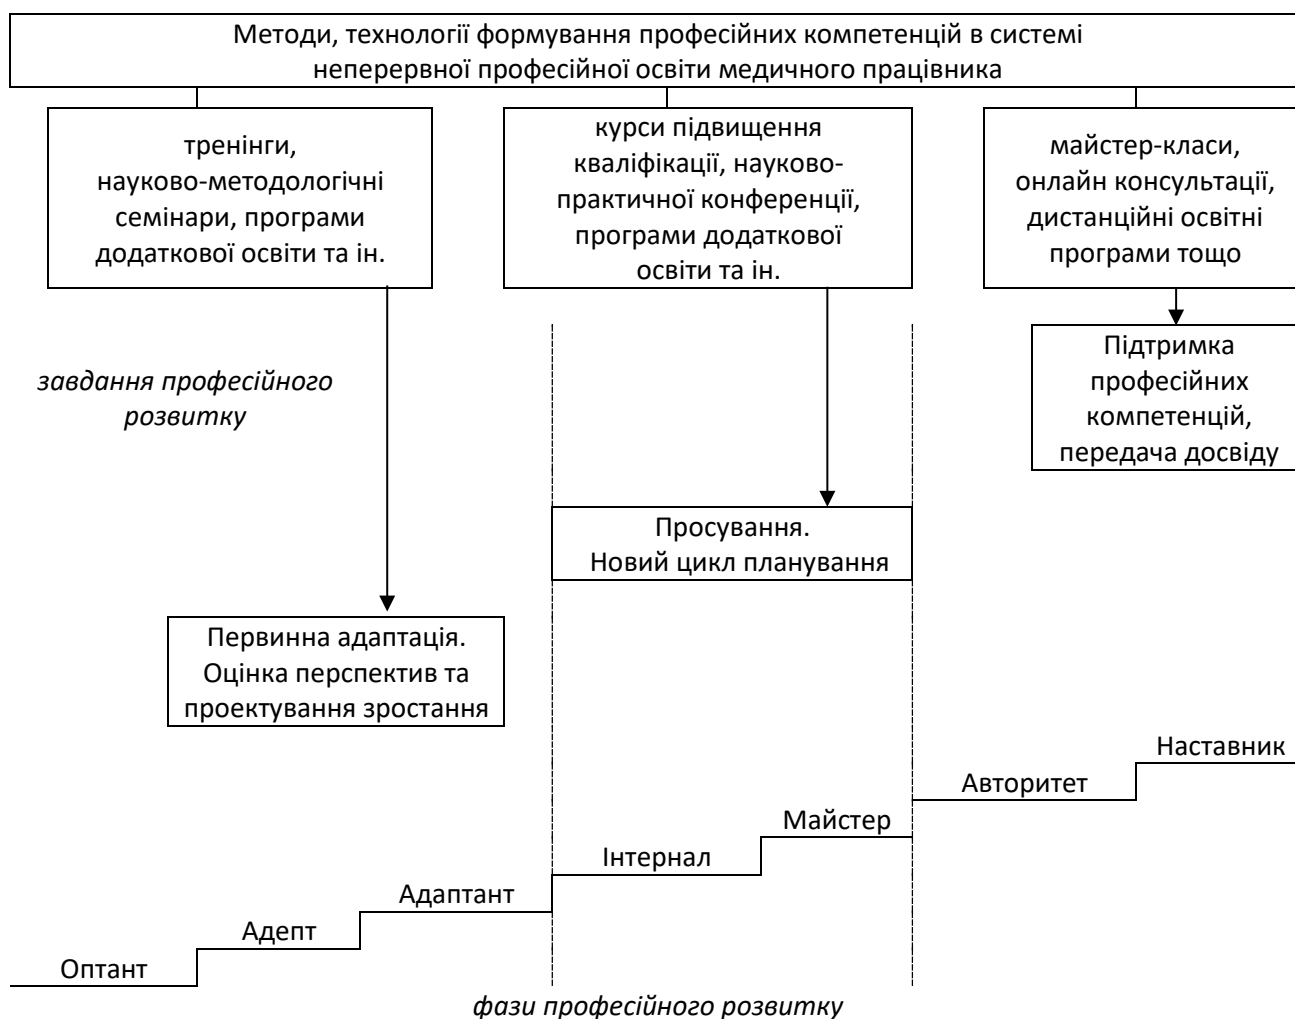 Методи, технології формування професійних компетенцій в системі
неперервної професійної освіти медичного працівника
тренінги,
науково-методологічні
семінари, програми
додаткової освіти та ін.
курси підвищення
кваліфікації, науково-
практичної конференції,
програми додаткової
освіти та ін.
майстер-класи,
онлайн консультації,
дистанційні освітні
програми тощо
завдання професійного
розвитку
Підтримка
професійних
компетенцій,
передача досвіду
Просування.
Новий цикл планування
Первинна адаптація.
Оцінка перспектив та
проектування зростання
Наставник
Авторитет
Майстер
Інтернал
Адаптант
Адепт
Оптант
фази професійного розвитку